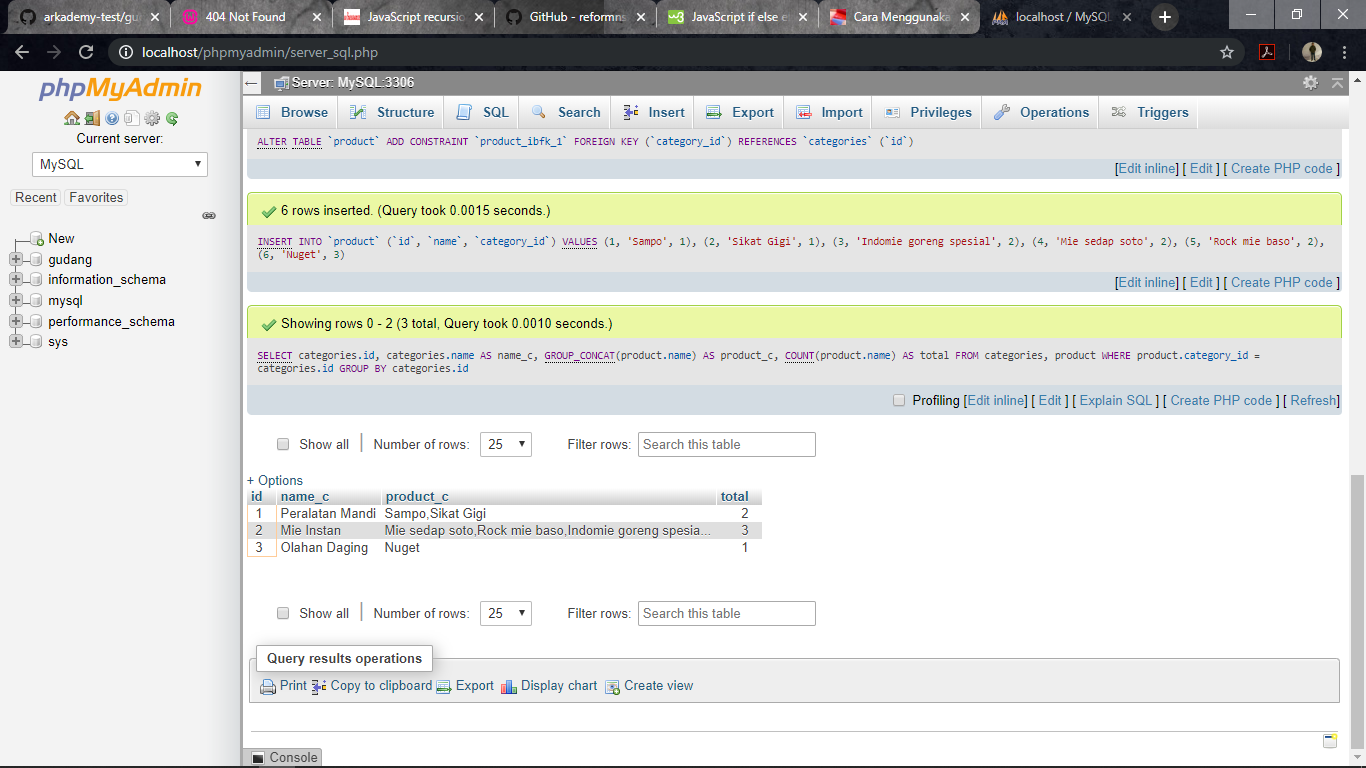 arkademy-test/gu
404 Not Found
JavaScript recursio
GitHub - reformns
JavaScript if else e
Cara Menggunaka
localhost / MySQL
localhost/phpmyadmin/server_sql.php
phpMyAdmin
Current server:
MySQL
Recent Favorites
New
gudang
information_schema
mysql
performance_schema
sys
Server: MySQL:3306
Browse Structure SQL Search Insert Export Import Privileges Operations Triggers
ALTER TABLE `product` ADD CONSTRAINT `product_ibfk_1` FOREIGN KEY (`category_id`) REFERENCES `categories` (`id`)
[Edit inline] [ Edit ] [ Create PHP code ]
6 rows inserted. (Query took 0.0015 seconds.)
INSERT INTO `product` (`id`, `name`, `category_id`) VALUES (1, 'Sampo', 1), (2, 'Sikat Gigi', 1), (3, 'Indomie goreng spesial', 2), (4, 'Mie sedap soto', 2), (5, 'Rock mie baso', 2),
(6, 'Nuget', 3)
[Edit inline] [ Edit ] [ Create PHP code ]
Showing rows 0 - 2 (3 total, Query took 0.0010 seconds.)
SELECT categories.id, categories.name AS name_c, GROUP_CONCAT(product.name) AS product_c, COUNT(product.name) AS total FROM categories, product WHERE product.category_id =
categories.id GROUP BY categories.id
Profiling [Edit inline] [ Edit ] [ Explain SQL ] [ Create PHP code ] [ Refresh]
Show all | Number of rows: 25 Filter rows: Search this table
+ Options
id name_c product_c total
1 Peralatan Mandi Sampo,Sikat Gigi 2
2 Mie Instan Mie sedap soto,Rock mie baso,Indomie goreng spesia... 3
3 Olahan Daging Nuget 1
Show all | Number of rows: 25 Filter rows: Search this table
Query results operations
Print Copy to clipboard Export Display chart Create view
Console